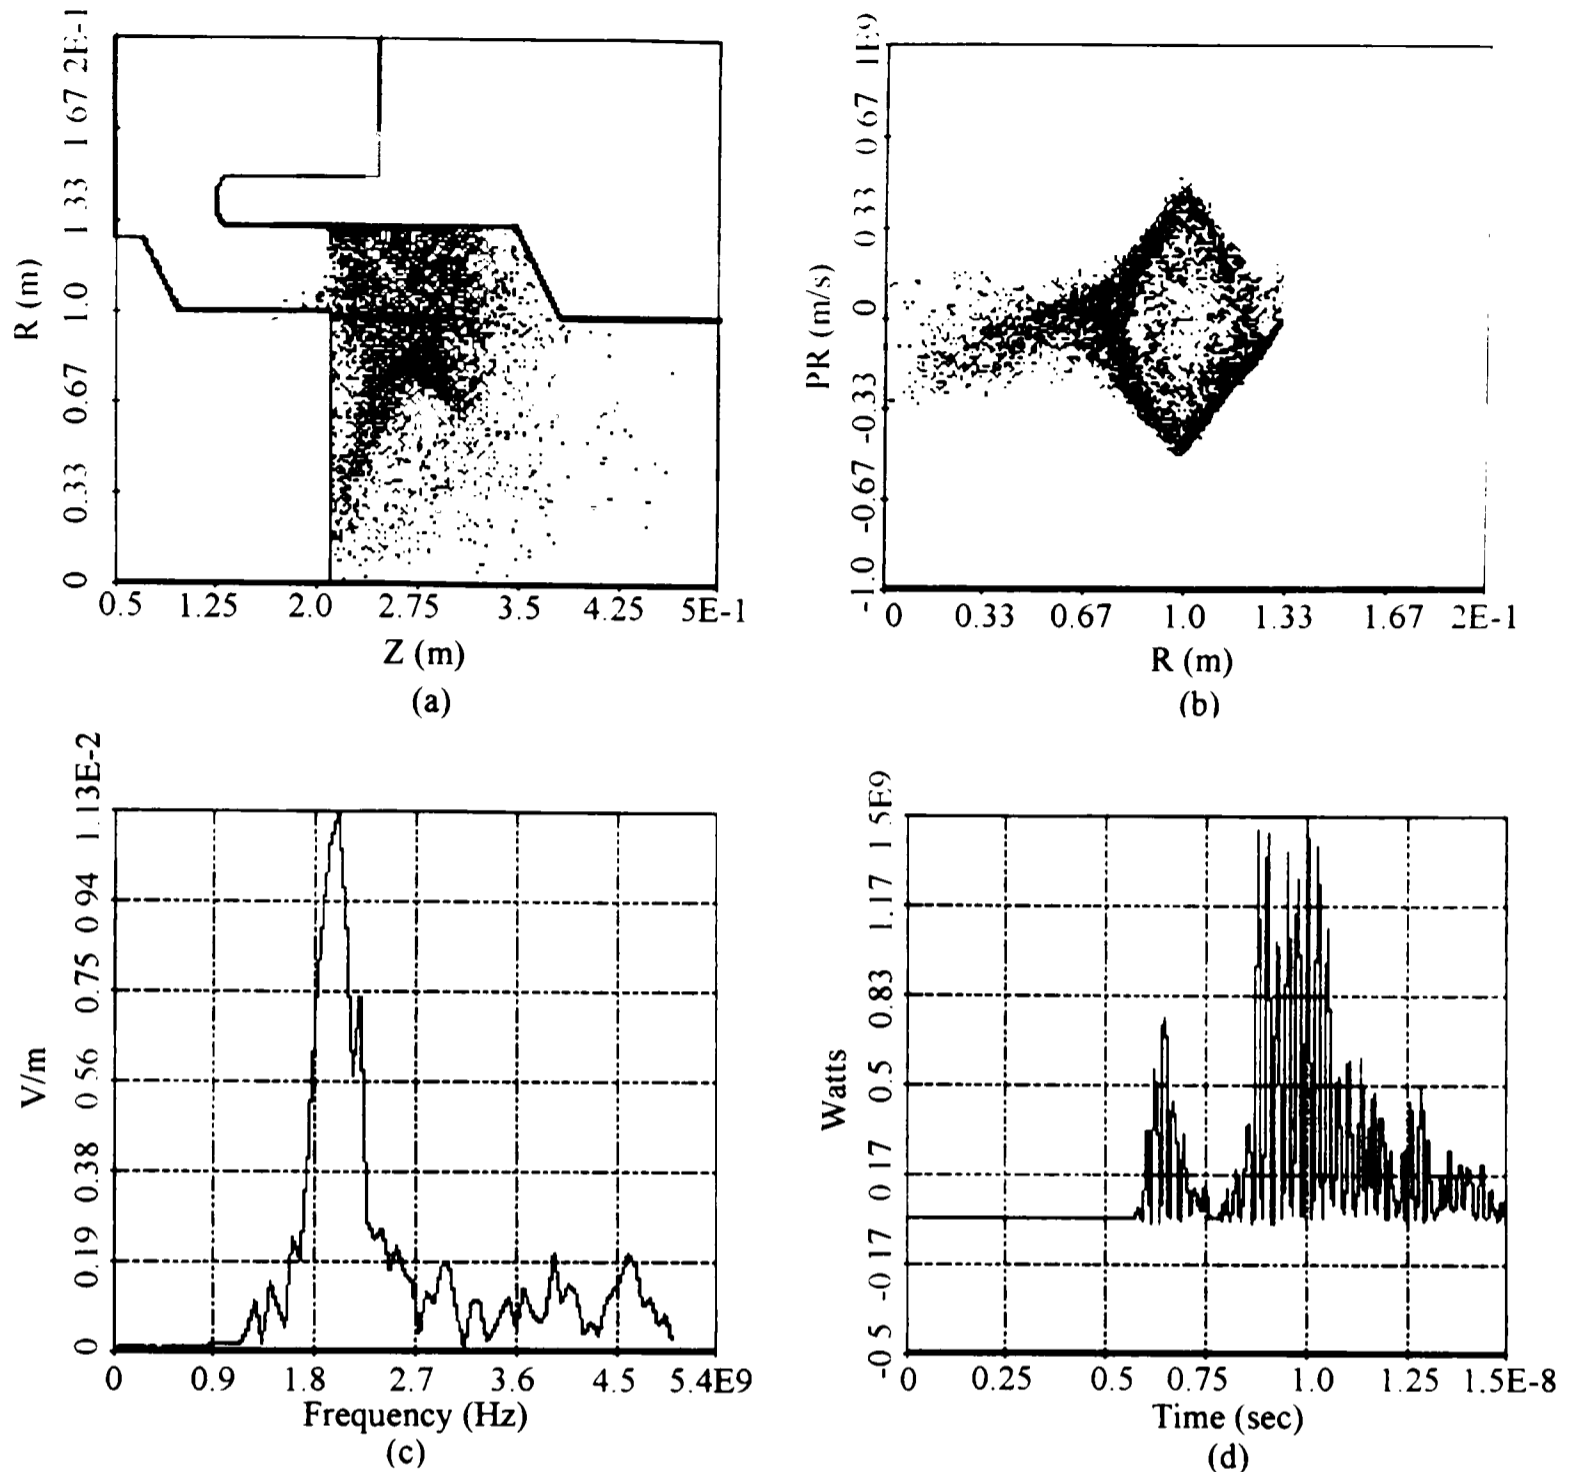 R (m)
0 0.33 0.67 1.0 1.33 1.67 2E-1
0.5 1.25 2.0 2.75 3.5 4.25 5E-1
Z (m)
(a)
PR (m/s)
-1.0 -0.67 -0.33 0 0.33 0.67 1E9
0 0.33 0.67 1.0 1.33 1.67 2E-1
R (m)
(b)
V/m
0 0.19 0.38 0.56 0.75 0.94 1.13E-2
0 0.9 1.8 2.7 3.6 4.5 5.4E9
Frequency (Hz)
(c)
Watts
-0.5 -0.17 0.17 0.5 0.83 1.17 1.5E9
0 0.25 0.5 0.75 1.0 1.25 1.5E-8
Time (sec)
(d)